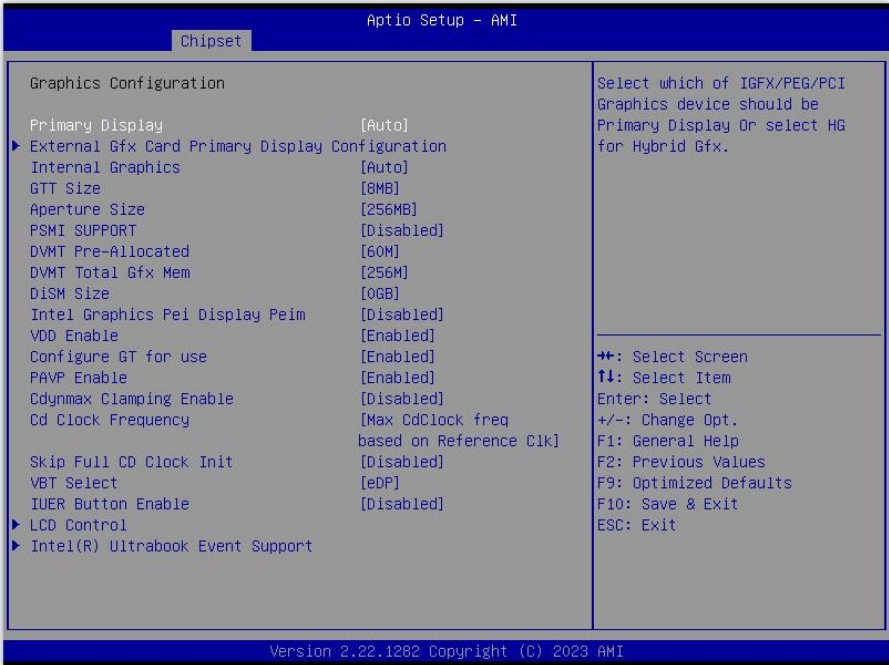 Aptio Setup – AMI
Chipset
Graphics Configuration
Primary Display [Auto]
External Gfx Card Primary Display Configuration
Internal Graphics [Auto]
GTT Size [8MB]
Aperture Size [256MB]
PSMI SUPPORT [Disabled]
DVMT Pre-Allocated [60M]
DVMT Total Gfx Mem [256M]
DiSM Size [0GB]
Intel Graphics Pei Display Peim [Disabled]
VDD Enable [Enabled]
Configure GT for use [Enabled]
PAVP Enable [Enabled]
Cdynmax Clamping Enable [Disabled]
Cd Clock Frequency [Max CdClock freq
based on Reference Clk]
Skip Full CD Clock Init [Disabled]
VBT Select [eDP]
IUER Button Enable [Disabled]
LCD Control
Intel(R) Ultrabook Event Support
Select which of IGFX/PEG/PCI
Graphics device should be
Primary Display Or select HG
for Hybrid Gfx.
→←: Select Screen
↑↓: Select Item
Enter: Select
+/-: Change Opt.
F1: General Help
F2: Previous Values
F9: Optimized Defaults
F10: Save & Exit
ESC: Exit
Version 2.22.1282 Copyright (C) 2023 AMI